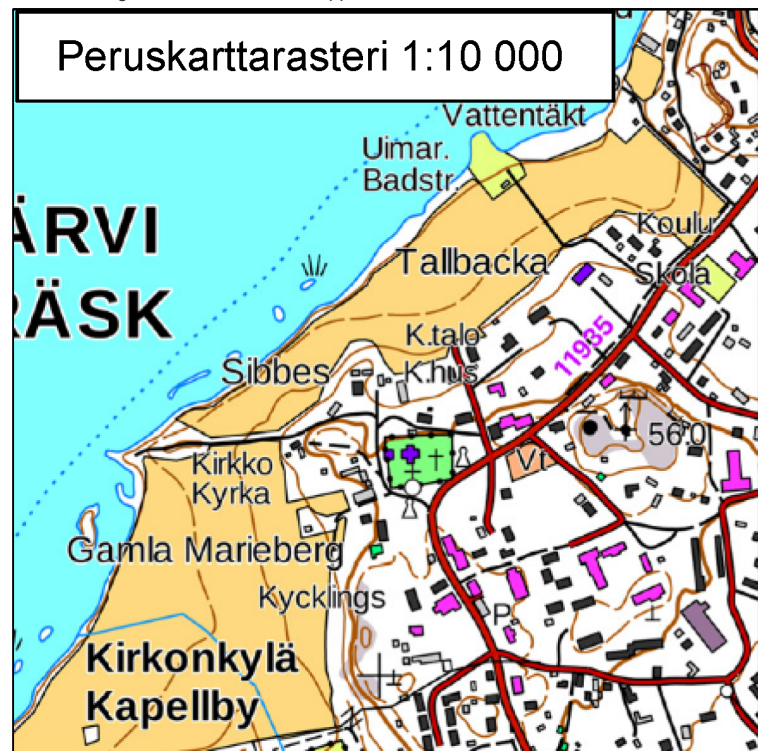 Peruskarttarasteri 1:10 000
Vattentäkt
Uimar.
Badstr.
ÄRVI
RÄSK
Koulu
Skola
Tallbacka
K.talo
K.hus
11935
Sibbes
56.0
Vt
Kirkko
Kyrka
Gamla Marieberg
Kycklings
P
Kirkonkylä
Kapellby